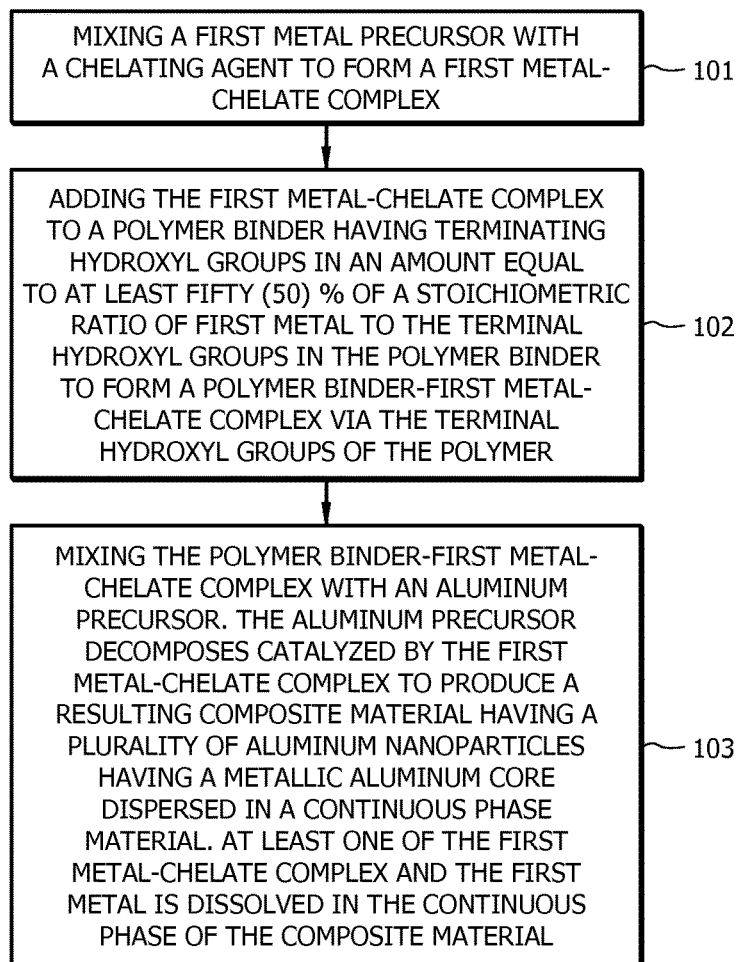 MIXING A FIRST METAL PRECURSOR WITH
A CHELATING AGENT TO FORM A FIRST METAL-
CHELATE COMPLEX
101
ADDING THE FIRST METAL-CHELATE COMPLEX
TO A POLYMER BINDER HAVING TERMINATING
HYDROXYL GROUPS IN AN AMOUNT EQUAL
TO AT LEAST FIFTY (50) % OF A STOICHIOMETRIC
RATIO OF FIRST METAL TO THE TERMINAL
HYDROXYL GROUPS IN THE POLYMER BINDER
TO FORM A POLYMER BINDER-FIRST METAL-
CHELATE COMPLEX VIA THE TERMINAL
HYDROXYL GROUPS OF THE POLYMER
102
MIXING THE POLYMER BINDER-FIRST METAL-
CHELATE COMPLEX WITH AN ALUMINUM
PRECURSOR. THE ALUMINUM PRECURSOR
DECOMPOSES CATALYZED BY THE FIRST
METAL-CHELATE COMPLEX TO PRODUCE A
RESULTING COMPOSITE MATERIAL HAVING A
PLURALITY OF ALUMINUM NANOPARTICLES
HAVING A METALLIC ALUMINUM CORE
DISPERSED IN A CONTINUOUS PHASE
MATERIAL. AT LEAST ONE OF THE FIRST
METAL-CHELATE COMPLEX AND THE FIRST
METAL IS DISSOLVED IN THE CONTINUOUS
PHASE OF THE COMPOSITE MATERIAL
103